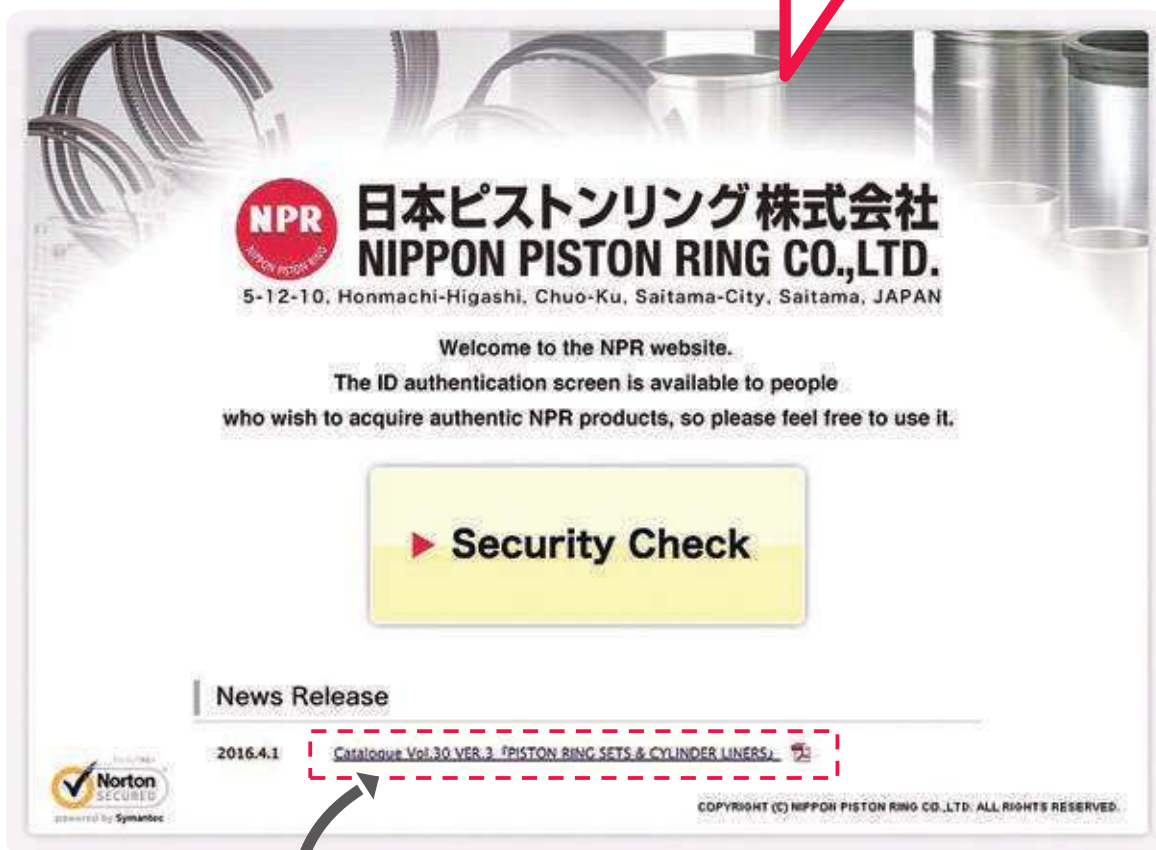 NPR
NIPPON PISTON RING
日本ピストンリング株式会社
NIPPON PISTON RING CO.,LTD.
5-12-10, Honmachi-Higashi, Chuo-Ku, Saitama-City, Saitama, JAPAN
Welcome to the NPR website.
The ID authentication screen is available to people
who wish to acquire authentic NPR products, so please feel free to use it.
Security Check
News Release
2016.4.1 Catalogue Vol.30 VER.3「PISTON RING SETS & CYLINDER LINERS」
Norton
SECURED
powered by Symantec
COPYRIGHT (C) NIPPON PISTON RING CO.,LTD. ALL RIGHTS RESERVED.